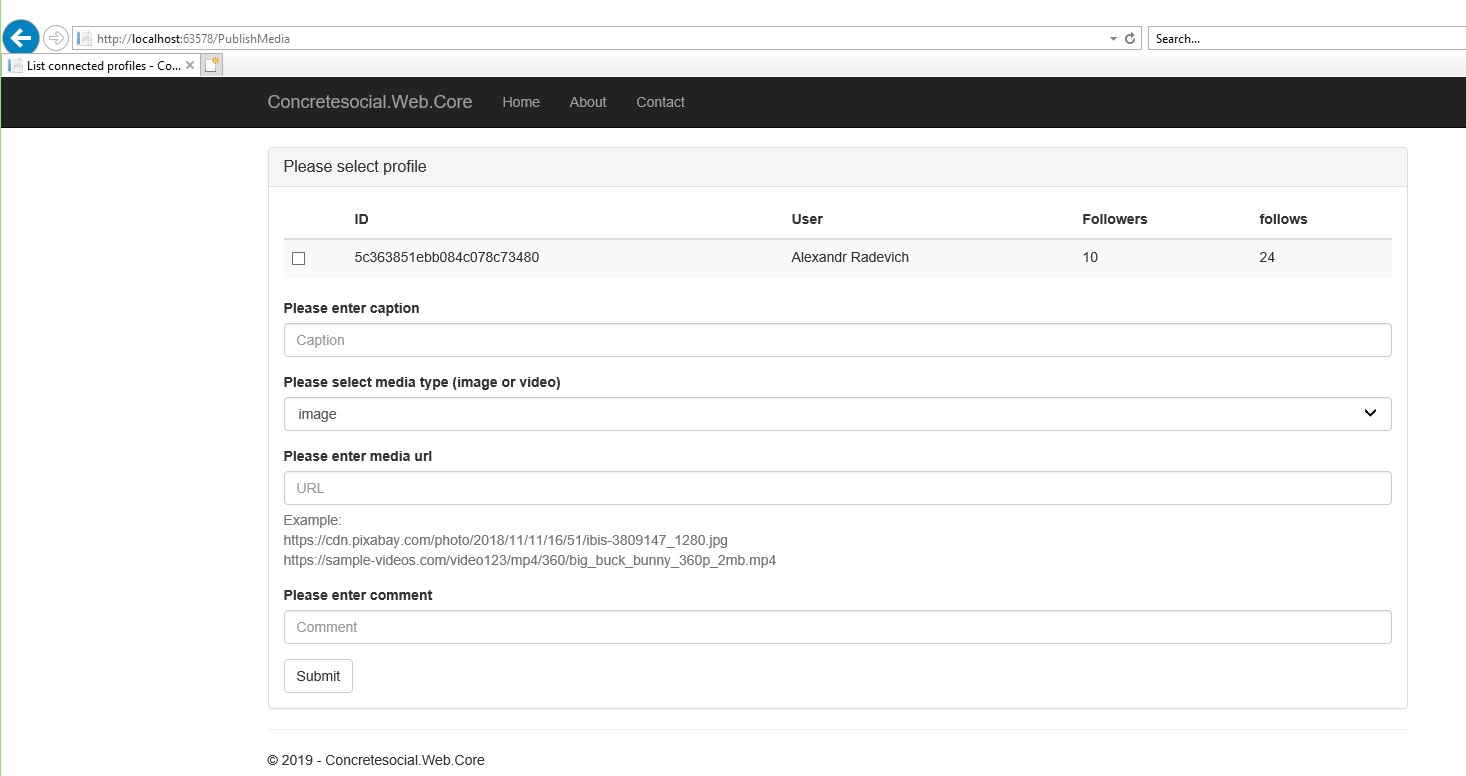 http://localhost:63578/PublishMedia
Search...
List connected profiles - Co...
Concretesocial.Web.Core Home About Contact
Please select profile
ID User Followers follows
5c363851ebb084c078c73480 Alexandr Radevich 10 24
Please enter caption
Caption
Please select media type (image or video)
image
Please enter media url
URL
Example:
https://cdn.pixabay.com/photo/2018/11/11/16/51/ibis-3809147_1280.jpg
https://sample-videos.com/video123/mp4/360/big_buck_bunny_360p_2mb.mp4
Please enter comment
Comment
Submit
© 2019 - Concretesocial.Web.Core